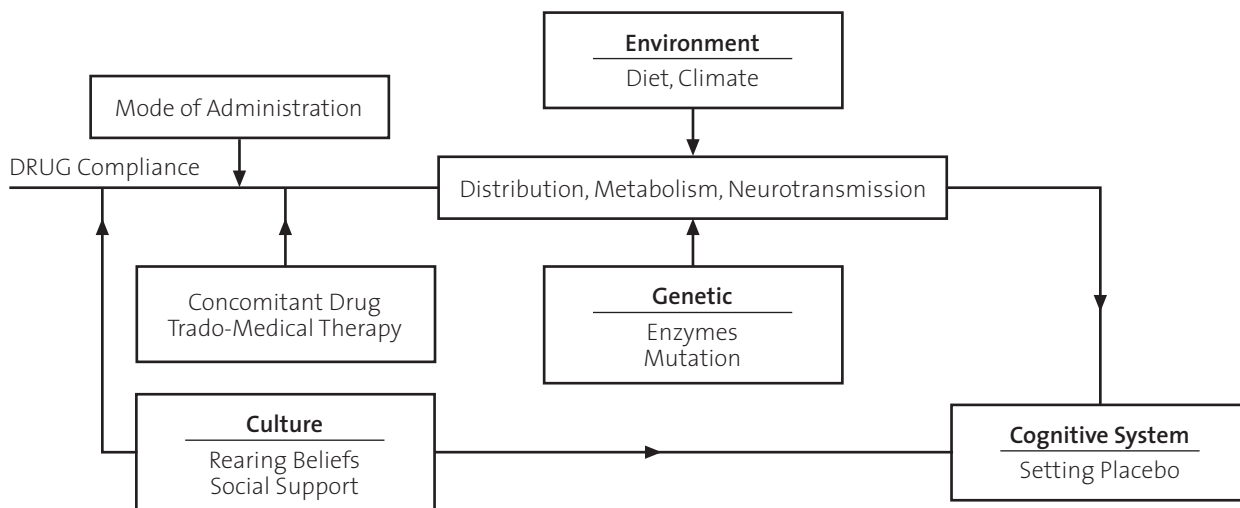 Environment
Diet, Climate
Mode of Administration
DRUG Compliance
Distribution, Metabolism, Neurotransmission
Concomitant Drug
Trado-Medical Therapy
Genetic
Enzymes
Mutation
Culture
Rearing Beliefs
Social Support
Cognitive System
Setting Placebo